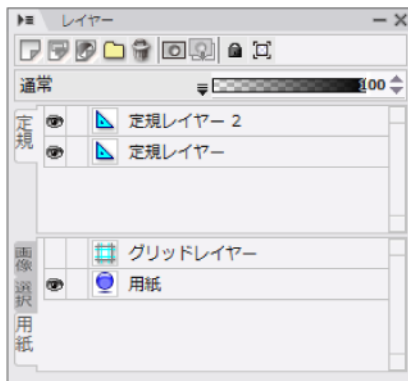 レイヤー
通常
100
定規
定規レイヤー 2
定規レイヤー
画像
選択
用紙
グリッドレイヤー
用紙